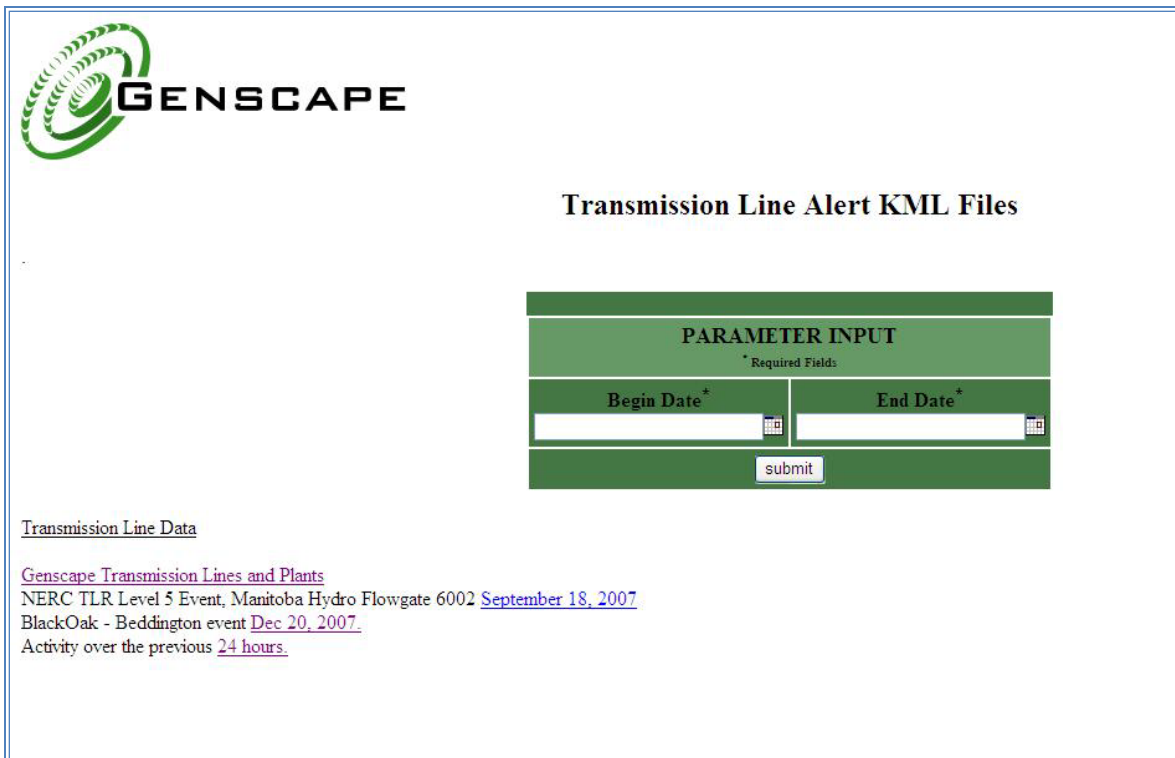 GENSCAPE
Transmission Line Alert KML Files
.
PARAMETER INPUT
* Required Fields
Begin Date* End Date*
submit
Transmission Line Data
Genscape Transmission Lines and Plants
NERC TLR Level 5 Event, Manitoba Hydro Flowgate 6002 September 18, 2007
BlackOak - Beddington event Dec 20, 2007.
Activity over the previous 24 hours.